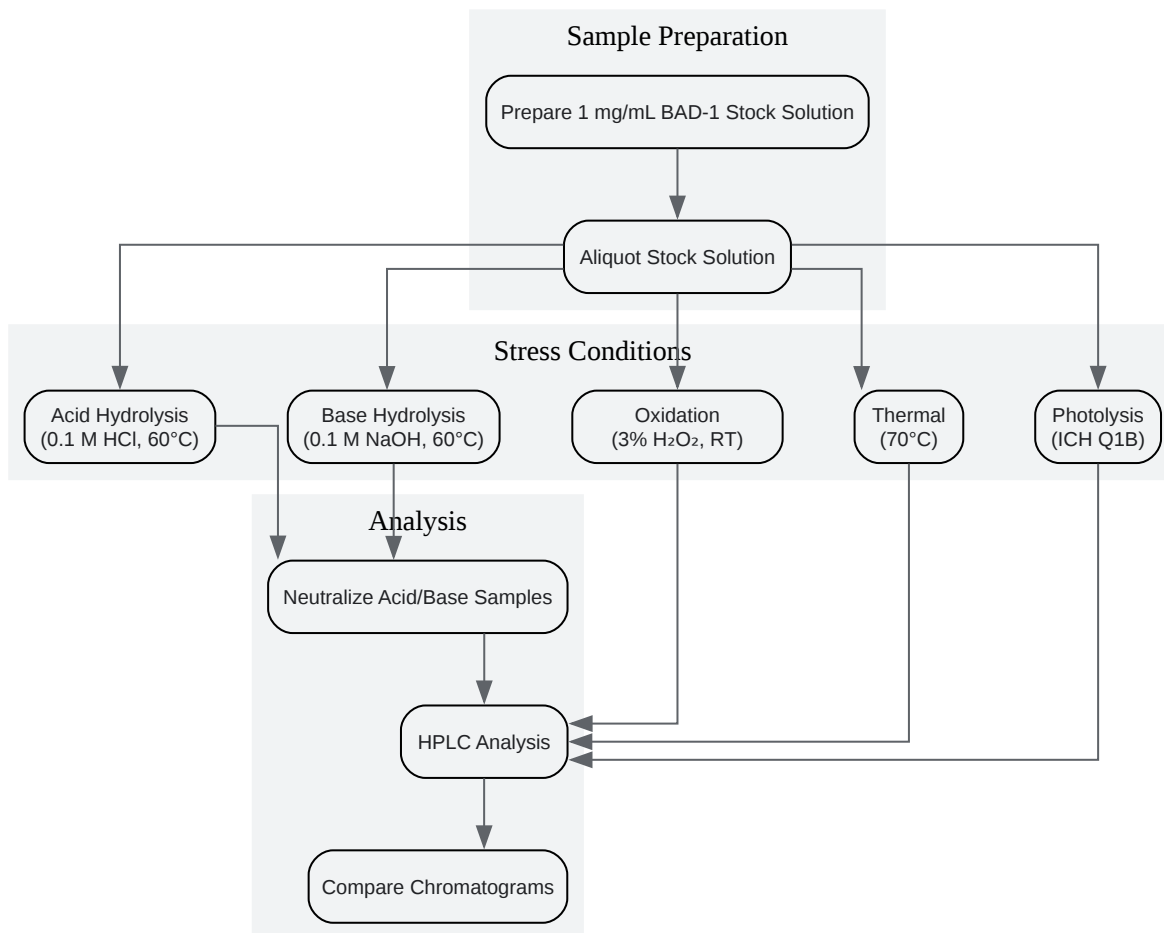 Sample Preparation
Prepare 1 mg/mL BAD-1 Stock Solution
Aliquot Stock Solution
Stress Conditions
Acid Hydrolysis
(0.1 M HCl, 60°C)
Base Hydrolysis
(0.1 M NaOH, 60°C)
Oxidation
(3% H₂O₂, RT)
Thermal
(70°C)
Photolysis
(ICH Q1B)
Analysis
Neutralize Acid/Base Samples
HPLC Analysis
Compare Chromatograms